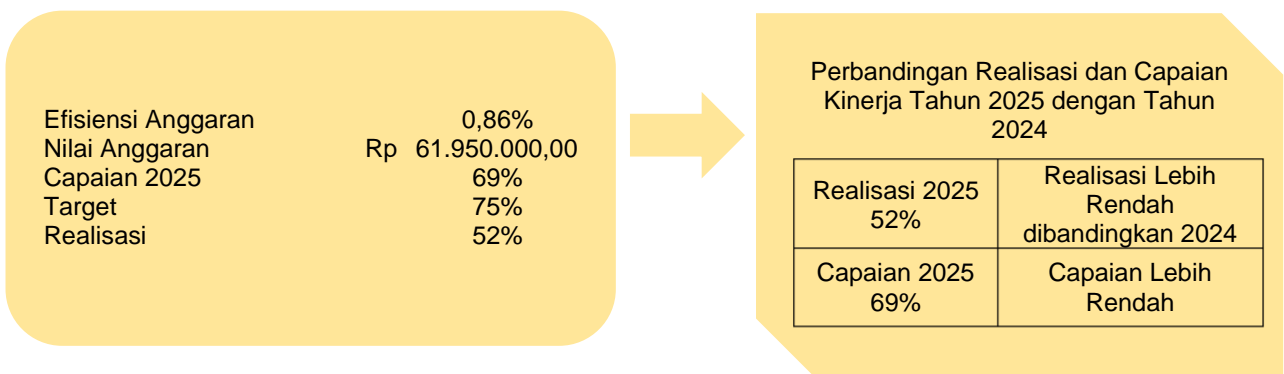 Efisiensi Anggaran 0,86%
Nilai Anggaran Rp 61.950.000,00
Capaian 2025 69%
Target 75%
Realisasi 52%
Perbandingan Realisasi dan Capaian
Kinerja Tahun 2025 dengan Tahun
2024
Realisasi 2025
52%
Realisasi Lebih
Rendah
dibandingkan 2024
Capaian 2025
69%
Capaian Lebih
Rendah